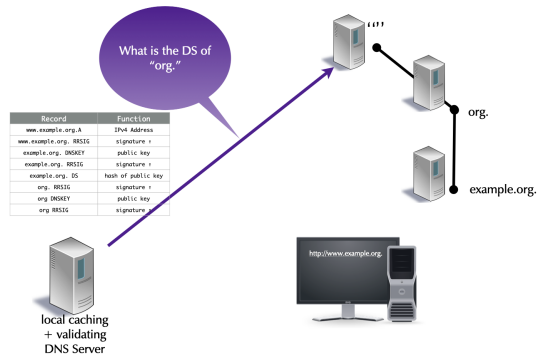 What is the DS of
“org.”
“”
org.
example.org.
Record Function
www.example.org.A IPv4 Address
www.example.org. RRSIG signature ↑
example.org. DNSKEY public key
example.org. RRSIG signature ↑
example.org. DS hash of public key
org. RRSIG signature ↑
org DNSKEY public key
org RRSIG signature
http://www.example.org.
local caching
+ validating
DNS Server